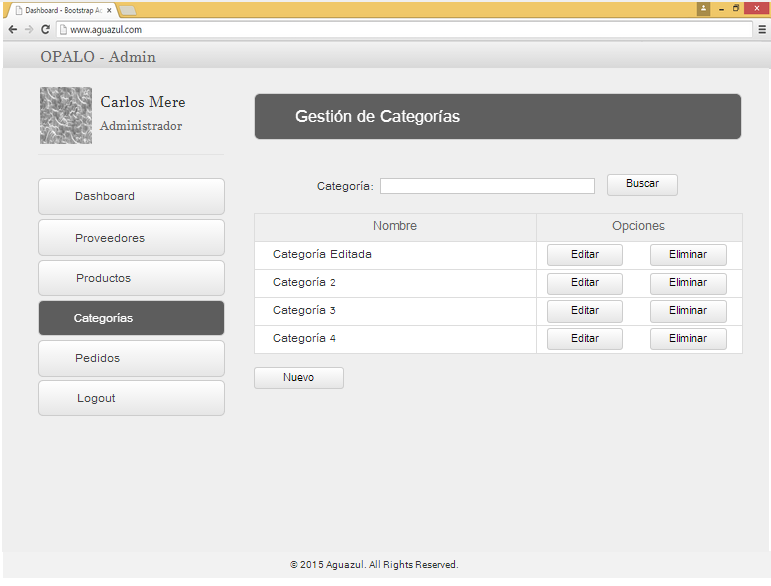 Dashboard - Bootstrap Ad
www.aguazul.com
OPALO - Admin
Carlos Mere
Administrador
Dashboard
Proveedores
Productos
Categorías
Pedidos
Logout
Gestión de Categorías
Categoría: Buscar
Nombre Opciones
Categoría Editada Editar Eliminar
Categoría 2 Editar Eliminar
Categoría 3 Editar Eliminar
Categoría 4 Editar Eliminar
Nuevo
© 2015 Aguazul. All Rights Reserved.